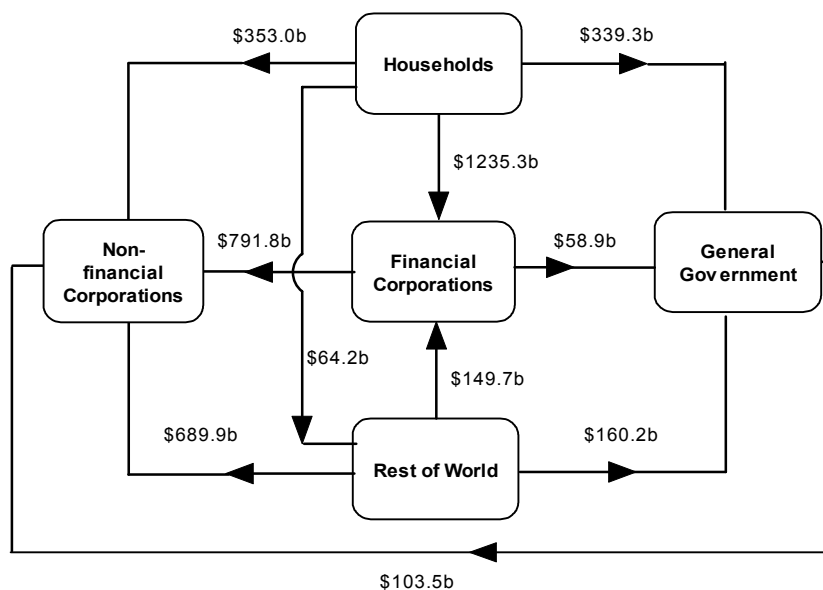 $353.0b
$339.3b
Households
$1235.3b
Non-
financial
Corporations
$791.8b
Financial
Corporations
$58.9b
General
Government
$64.2b
$149.7b
$689.9b
$160.2b
Rest of World
$103.5b